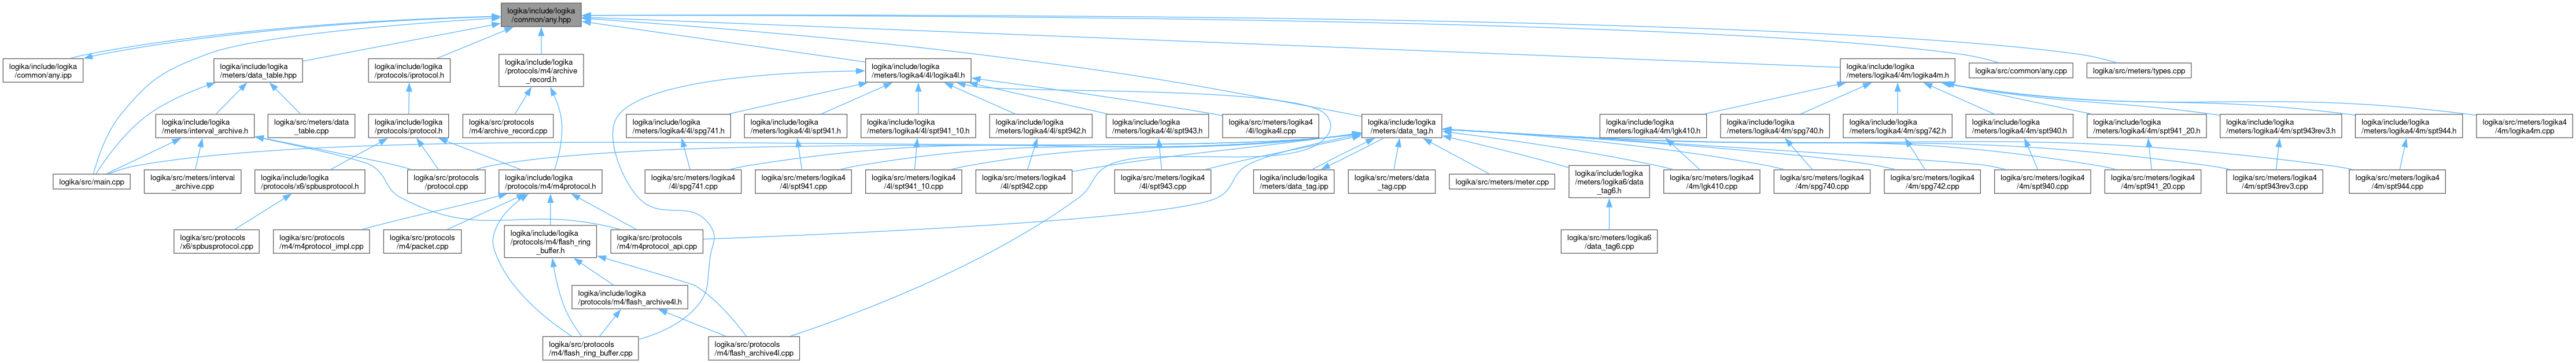 logika/include/logika
/common/any.hpp
logika/include/logika
/common/any.ipp
logika/include/logika
/meters/data_table.hpp
logika/include/logika
/protocols/iprotocol.h
logika/include/logika
/protocols/m4/archive
_record.h
logika/include/logika
/meters/logika4/4l/logika4l.h
logika/include/logika
/meters/logika4/4m/logika4m.h
logika/src/common/any.cpp
logika/src/meters/types.cpp
logika/include/logika
/meters/interval_archive.h
logika/src/meters/data
_table.cpp
logika/include/logika
/protocols/protocol.h
logika/src/protocols
/m4/archive_record.cpp
logika/include/logika
/meters/logika4/4l/spg741.h
logika/include/logika
/meters/logika4/4l/spt941.h
logika/include/logika
/meters/logika4/4l/spt941_10.h
logika/include/logika
/meters/logika4/4l/spt942.h
logika/include/logika
/meters/logika4/4l/spt943.h
logika/src/meters/logika4
/4l/logika4l.cpp
logika/include/logika
/meters/data_tag.h
logika/include/logika
/meters/logika4/4m/lgk410.h
logika/include/logika
/meters/logika4/4m/spg740.h
logika/include/logika
/meters/logika4/4m/spg742.h
logika/include/logika
/meters/logika4/4m/spt940.h
logika/include/logika
/meters/logika4/4m/spt941_20.h
logika/include/logika
/meters/logika4/4m/spt943rev3.h
logika/include/logika
/meters/logika4/4m/spt944.h
logika/src/meters/logika4
/4m/logika4m.cpp
logika/src/main.cpp
logika/src/meters/interval
_archive.cpp
logika/include/logika
/protocols/x6/spbusprotocol.h
logika/src/protocols
/protocol.cpp
logika/include/logika
/protocols/m4/m4protocol.h
logika/src/meters/logika4
/4l/spg741.cpp
logika/src/meters/logika4
/4l/spt941.cpp
logika/src/meters/logika4
/4l/spt941_10.cpp
logika/src/meters/logika4
/4l/spt942.cpp
logika/src/meters/logika4
/4l/spt943.cpp
logika/include/logika
/meters/data_tag.ipp
logika/src/meters/data
_tag.cpp
logika/src/meters/meter.cpp
logika/include/logika
/meters/logika6/data
_tag6.h
logika/src/meters/logika4
/4m/lgk410.cpp
logika/src/meters/logika4
/4m/spg740.cpp
logika/src/meters/logika4
/4m/spg742.cpp
logika/src/meters/logika4
/4m/spt940.cpp
logika/src/meters/logika4
/4m/spt941_20.cpp
logika/src/meters/logika4
/4m/spt943rev3.cpp
logika/src/meters/logika4
/4m/spt944.cpp
logika/src/protocols
/x6/spbusprotocol.cpp
logika/src/protocols
/m4/m4protocol_impl.cpp
logika/src/protocols
/m4/packet.cpp
logika/include/logika
/protocols/m4/flash_ring
_buffer.h
logika/src/protocols
/m4/m4protocol_api.cpp
logika/src/meters/logika6
/data_tag6.cpp
logika/include/logika
/protocols/m4/flash_archive4l.h
logika/src/protocols
/m4/flash_ring_buffer.cpp
logika/src/protocols
/m4/flash_archive4l.cpp